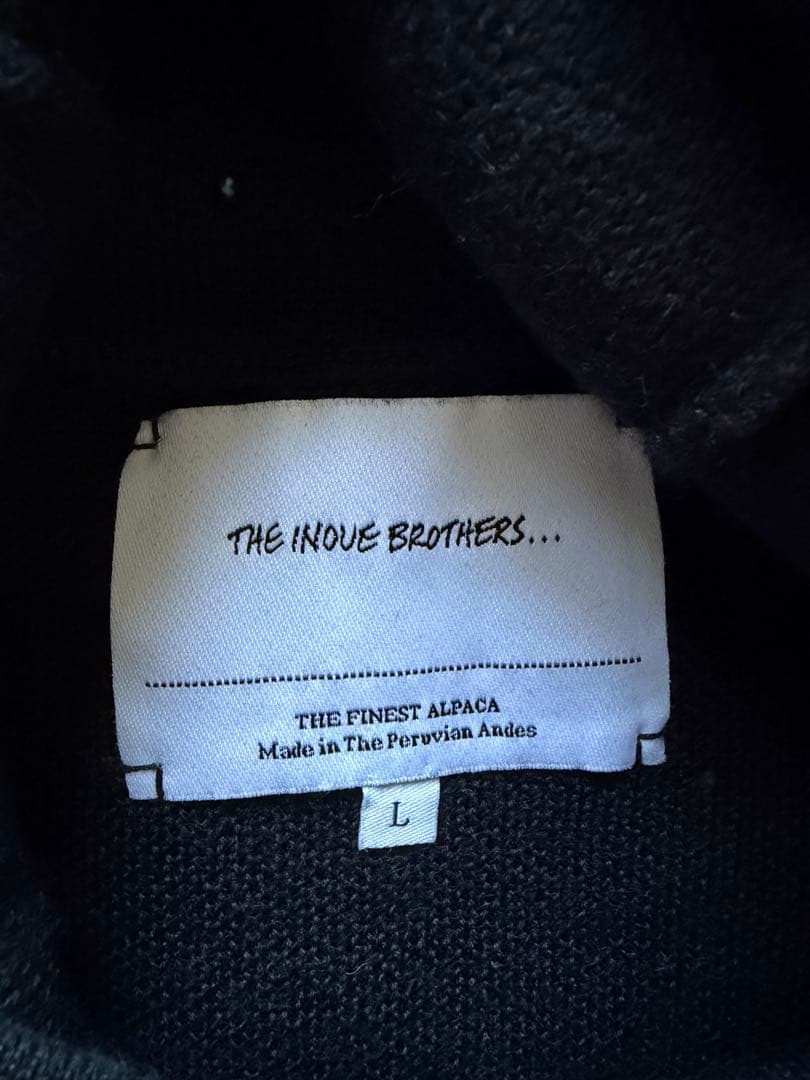 THE INOUE BROTHERS...
THE FINEST ALPACA
Made in The Peruvian Andes
L